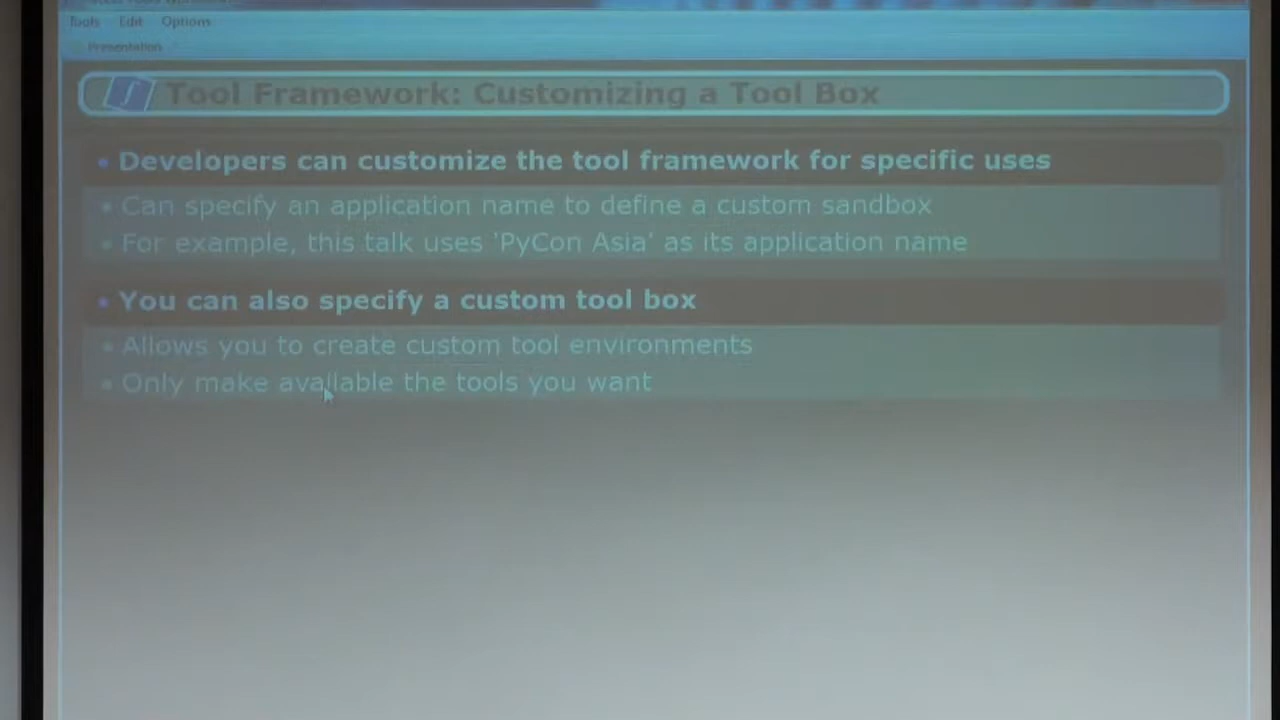 Tools Edit Options
Presentation
Tool Framework: Customizing a Tool Box
• Developers can customize the tool framework for specific uses
• Can specify an application name to define a custom sandbox
• For example, this talk uses 'PyCon Asia' as its application name
• You can also specify a custom tool box
• Allows you to create custom tool environments
• Only make available the tools you want